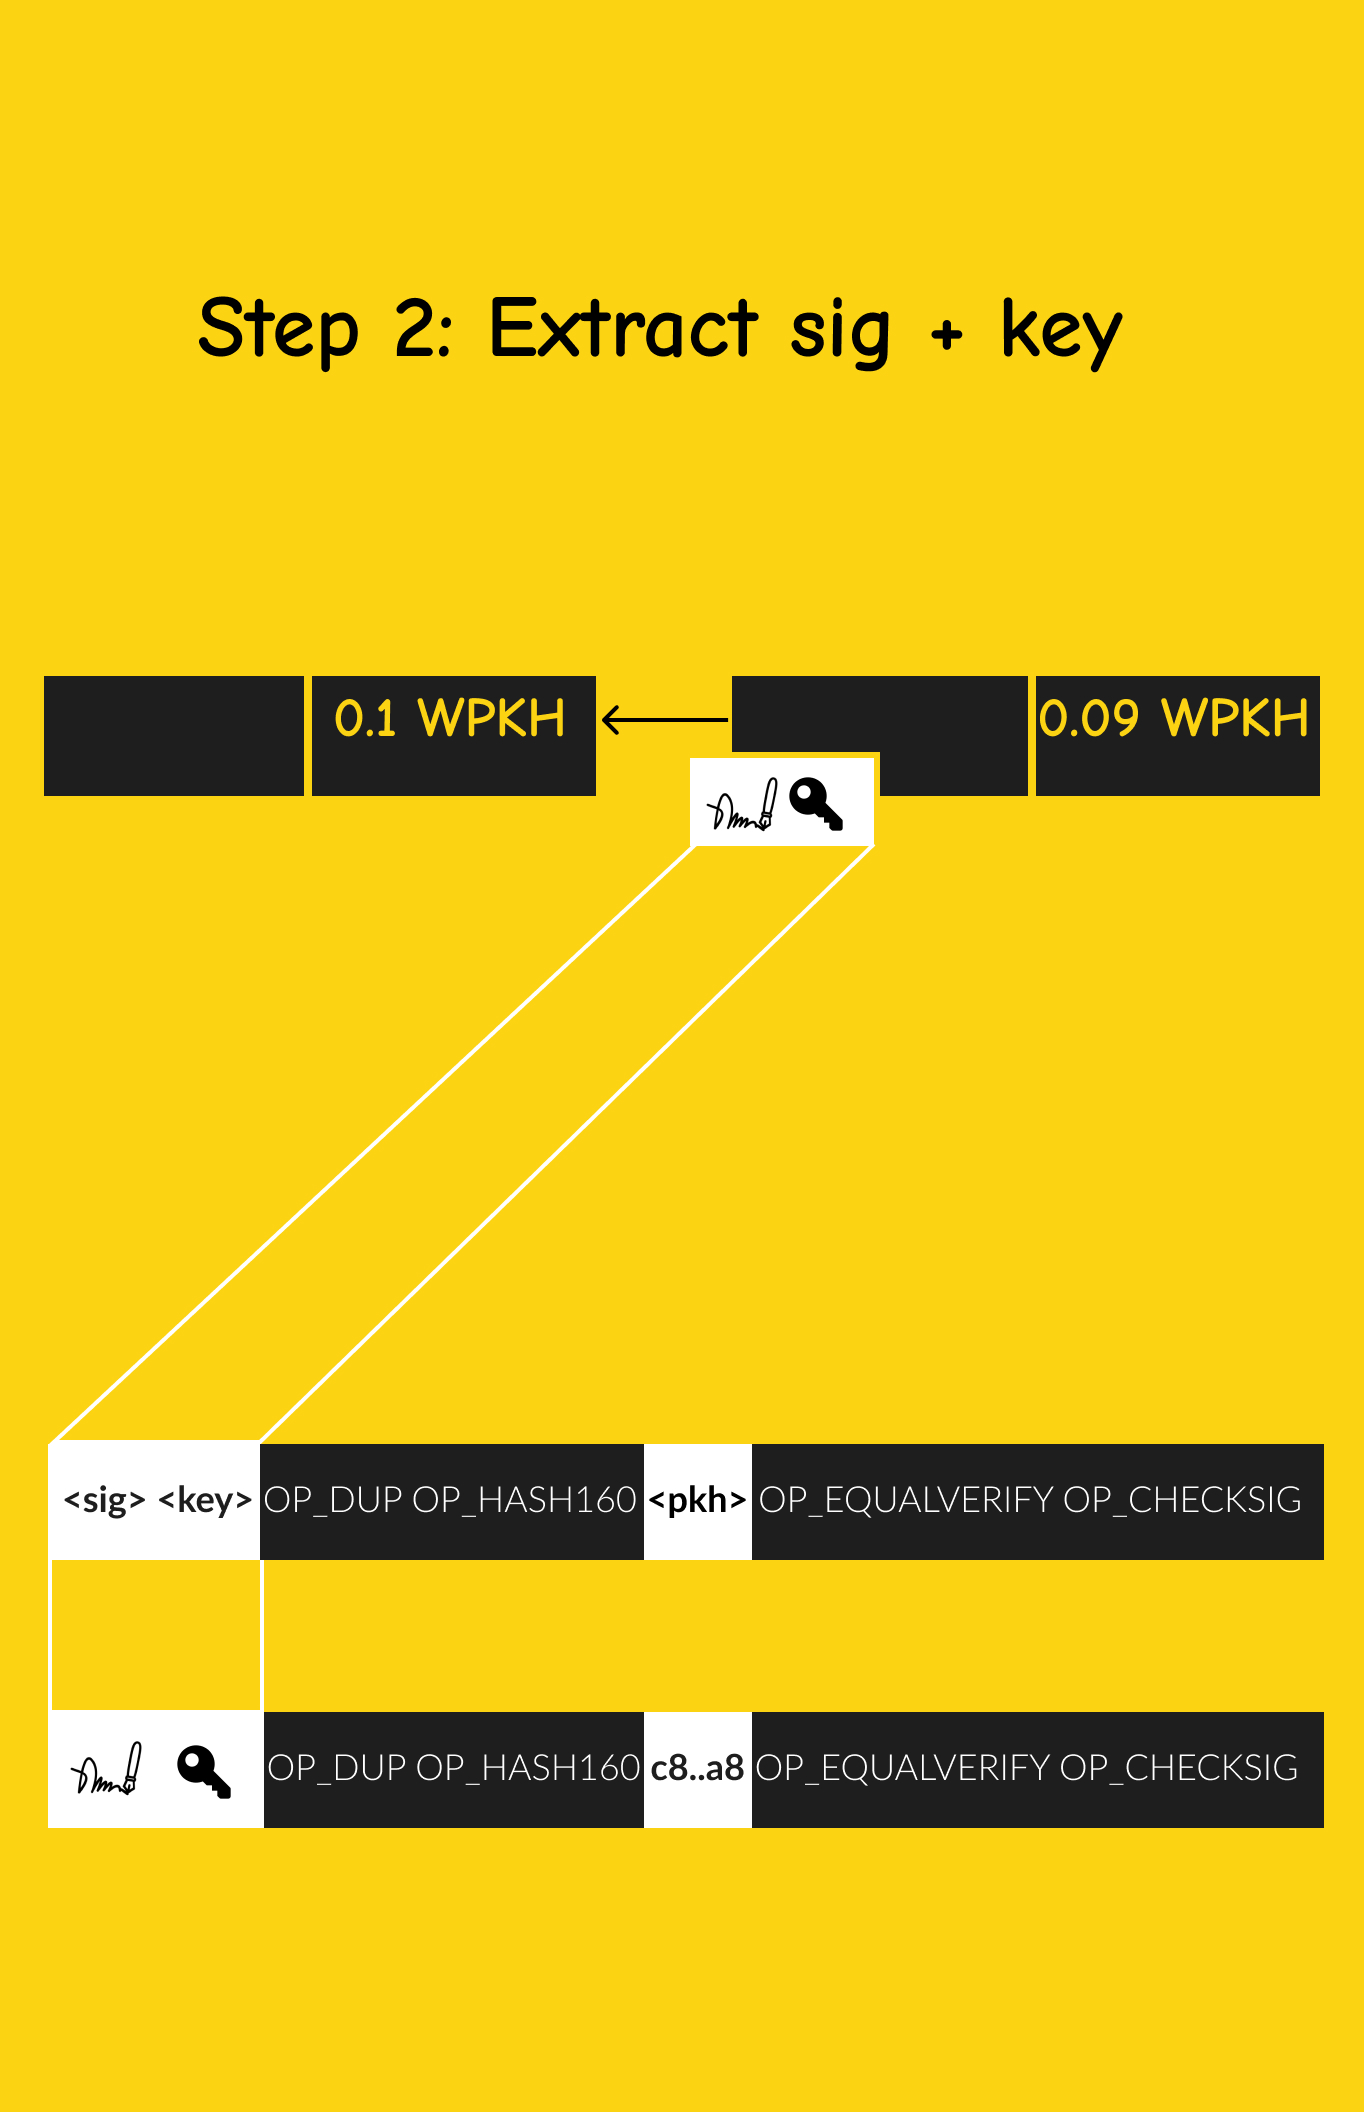 Step 2: Extract sig + key
0.1 WPKH 0.09 WPKH
<sig> <key> OP_DUP OP_HASH160 <pkh> OP_EQUALVERIFY OP_CHECKSIG
OP_DUP OP_HASH160 c8..a8 OP_EQUALVERIFY OP_CHECKSIG